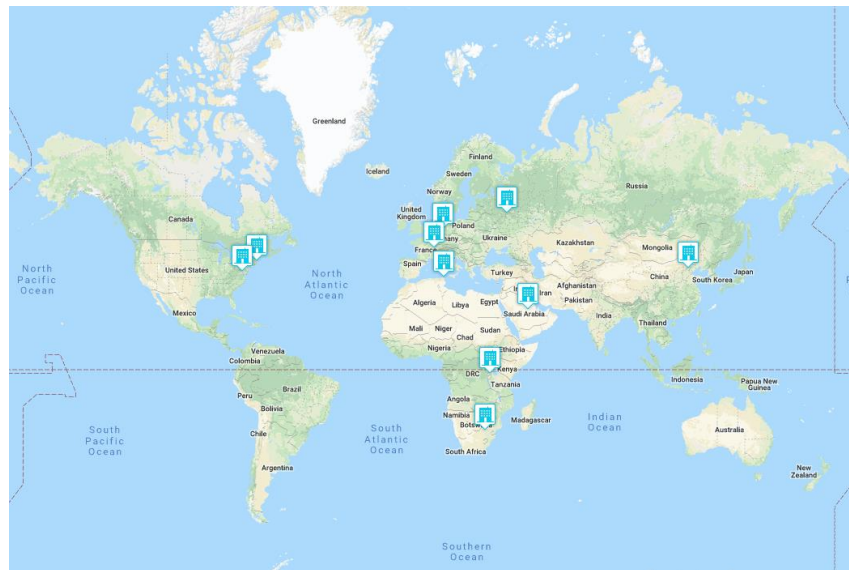 Greenland
Iceland
Finland
Sweden
Norway
Russia
United
Kingdom
Poland
Canada
Ukraine
France
Kazakhstan
Mongolia
Spain
Turkey
China
Japan
South Korea
United States
North
Pacific
Ocean
North
Atlantic
Ocean
Afghanistan
Iran
Pakistan
Algeria
Libya
Egypt
Saudi Arabia
India
Mexico
Mali
Niger
Chad
Sudan
Thailand
Nigeria
Ethiopia
Venezuela
Colombia
DRC
Kenya
Tanzania
Indonesia
Papua New
Guinea
Peru
Brazil
Angola
Bolivia
Namibia
Madagascar
Indian
Ocean
South
Pacific
Ocean
South
Atlantic
Ocean
Chile
Australia
South Africa
Argentina
New
Zealand
Southern
Ocean